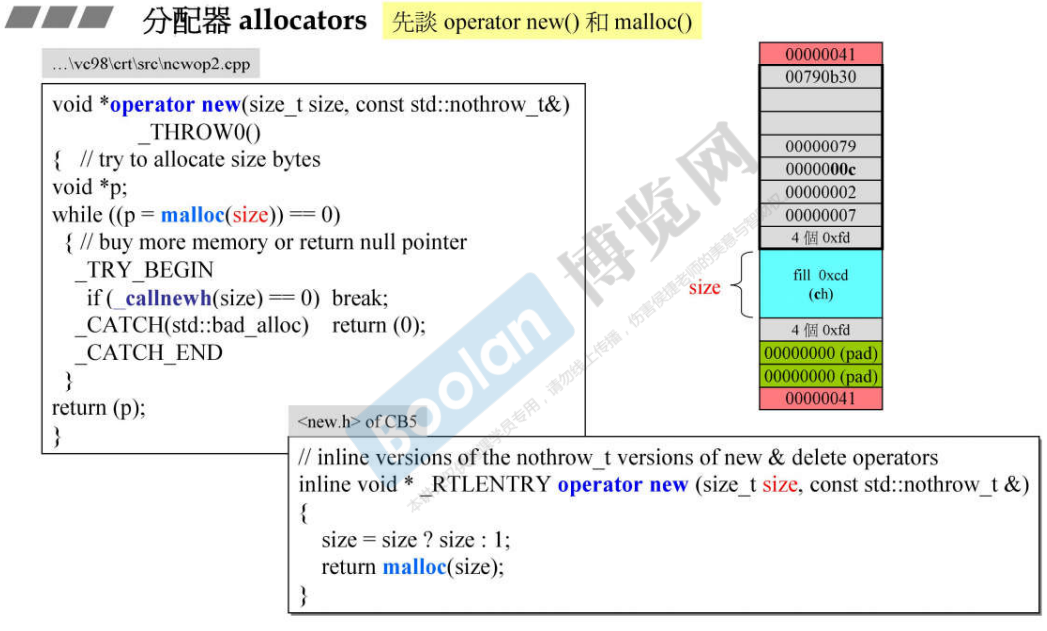 分配器 allocators
先談 operator new() 和 malloc()
…\vc98\crt\src\newop2.cpp
void *operator new(size_t size, const std::nothrow_t&)
_THROW0()
{ // try to allocate size bytes
void *p;
while ((p = malloc(size)) == 0)
{ // buy more memory or return null pointer
_TRY_BEGIN
if (_callnewh(size) == 0) break;
_CATCH(std::bad_alloc) return (0);
_CATCH_END
}
return (p);
}
<new.h> of CB5
// inline versions of the nothrow_t versions of new & delete operators
inline void * _RTLENTRY operator new (size_t size, const std::nothrow_t &)
{
size = size ? size : 1;
return malloc(size);
}
00000041
00790b30
00000079
0000000c
00000002
00000007
4 個 0xfd
size
fill 0xcd
(ch)
4 個 0xfd
00000000 (pad)
00000000 (pad)
00000041
boolan
博览网